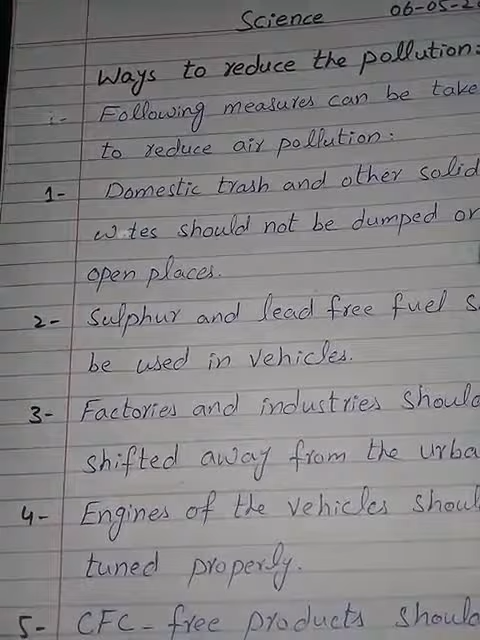 Science 06-05-2
Ways to reduce the pollution:
i- Following measures can be take
to reduce air pollution:
1- Domestic trash and other solid
w tes should not be dumped or
open places.
2- Sulphur and lead free fuel s
be used in vehicles.
3- Factories and industries should
shifted away from the urba
4- Engines of the vehicles shoul
tuned properly.
5- CFC-free products should